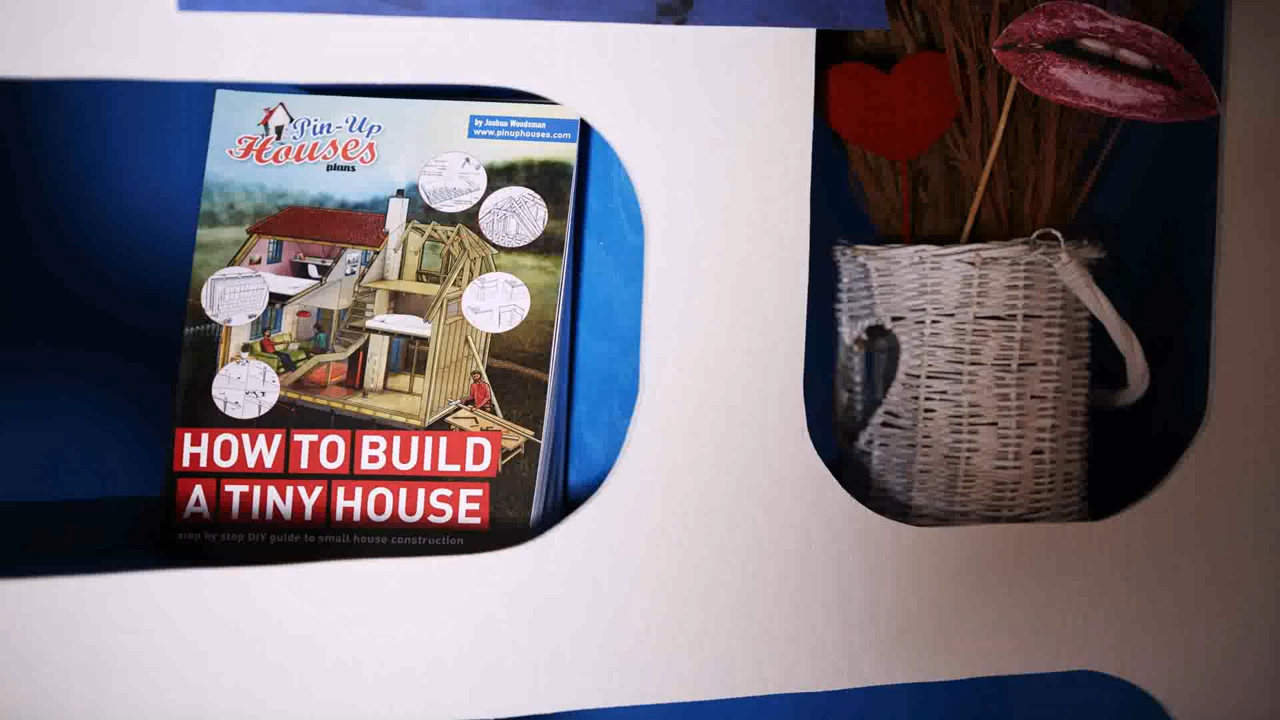 Pin-Up
Houses
plans
by Joshua Woodsman
www.pinuphouses.com
HOW TO BUILD
A TINY HOUSE
step by step DIY guide to small house construction